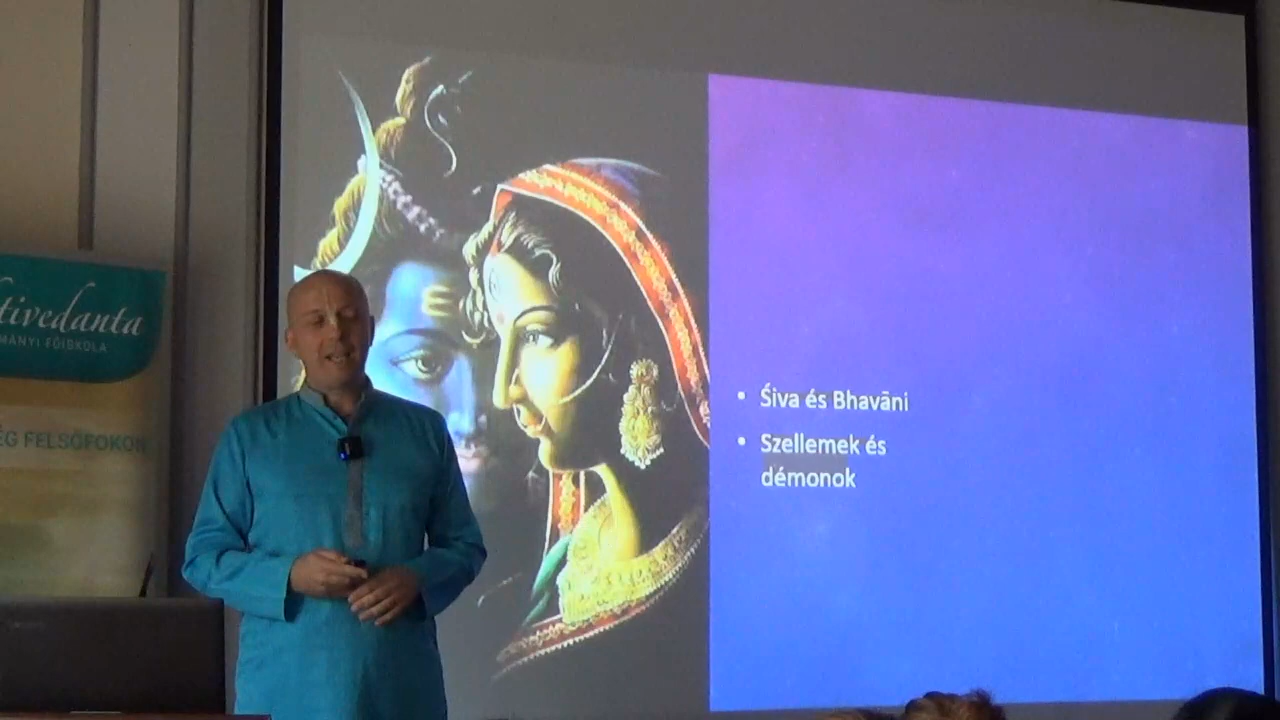 tivedanta
MÁNYI FŐISKOLA
ÉG FELSŐFOKON
• Śiva és Bhavāni
• Szellemek és
démonok